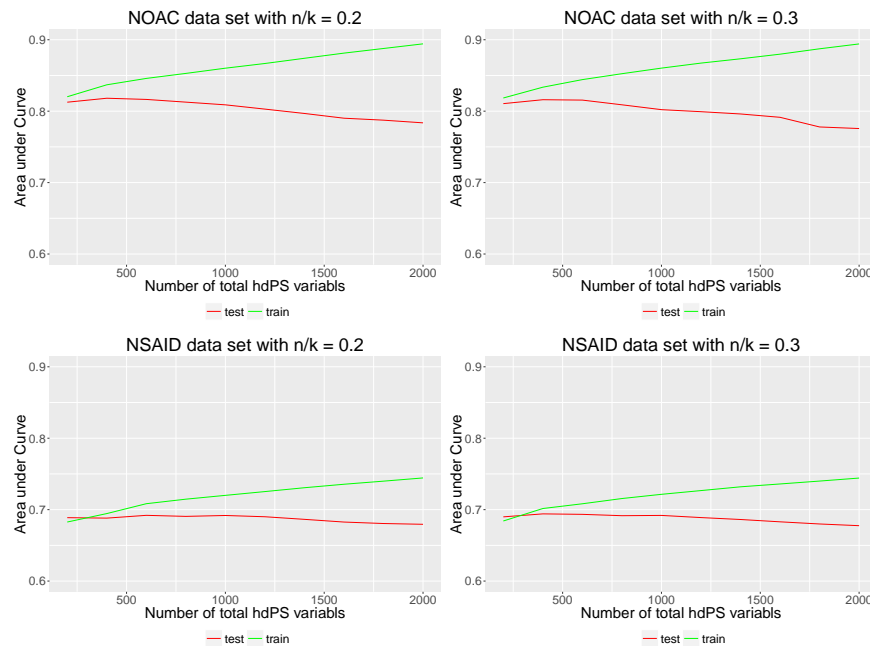 NOAC data set with n/k = 0.2
Area under Curve
0.9
0.8
0.7
0.6
500 1000 1500 2000
Number of total hdPS variabls
test train
NOAC data set with n/k = 0.3
Area under Curve
0.9
0.8
0.7
0.6
500 1000 1500 2000
Number of total hdPS variabls
test train
NSAID data set with n/k = 0.2
Area under Curve
0.9
0.8
0.7
0.6
500 1000 1500 2000
Number of total hdPS variabls
test train
NSAID data set with n/k = 0.3
Area under Curve
0.9
0.8
0.7
0.6
500 1000 1500 2000
Number of total hdPS variabls
test train